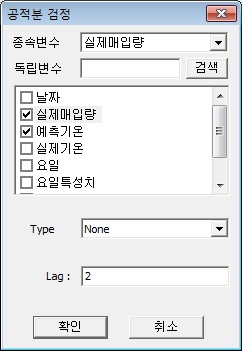 공적분 검정
종속변수 실제매입량
독립변수 검색
날짜
실제매입량
예측기온
실제기온
요일
요일특성치
Type None
Lag : 2
확인 취소